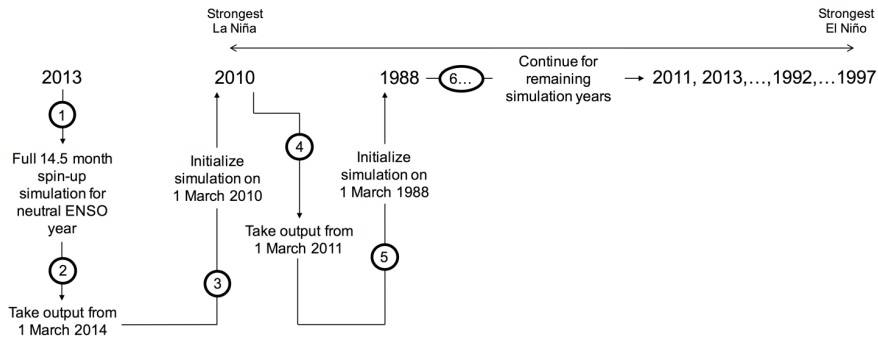 Strongest
La Niña
Strongest
El Niño
2013
2010
1988
6...
Continue for
remaining
simulation years
2011, 2013,...,1992,...1997
1
Full 14.5 month
spin-up
simulation for
neutral ENSO
year
2
Take output from
1 March 2014
3
Initialize
simulation on
1 March 2010
4
Take output from
1 March 2011
5
Initialize
simulation on
1 March 1988